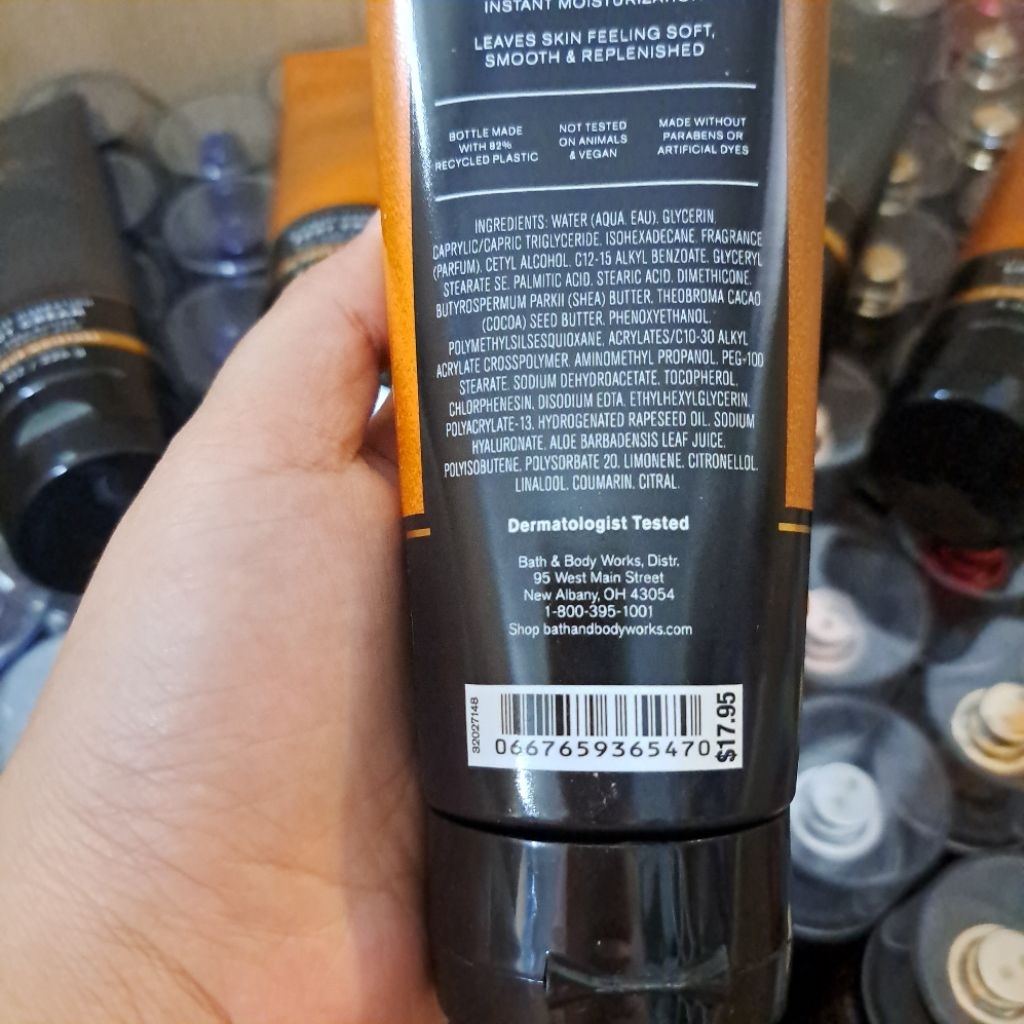 INSTANT MOISTURIZATION
LEAVES SKIN FEELING SOFT,
SMOOTH & REPLENISHED
BOTTLE MADE
WITH 82%
RECYCLED PLASTIC
NOT TESTED
ON ANIMALS
& VEGAN
MADE WITHOUT
PARABENS OR
ARTIFICIAL DYES
INGREDIENTS: WATER (AQUA, EAU), GLYCERIN,
CAPRYLIC/CAPRIC TRIGLYCERIDE, ISOHEXADECANE, FRAGRANCE
(PARFUM), CETYL ALCOHOL, C12-15 ALKYL BENZOATE, GLYCERYL
STEARATE SE, PALMITIC ACID, STEARIC ACID, DIMETHICONE,
BUTYROSPERMUM PARKII (SHEA) BUTTER, THEOBROMA CACAO
(COCOA) SEED BUTTER, PHENOXYETHANOL,
POLYMETHYLSILSESQUIOXANE, ACRYLATES/C10-30 ALKYL
ACRYLATE CROSSPOLYMER, AMINOMETHYL PROPANOL, PEG-100
STEARATE, SODIUM DEHYDROACETATE, TOCOPHEROL,
CHLORPHENESIN, DISODIUM EDTA, ETHYLHEXYLGLYCERIN,
POLYACRYLATE-13, HYDROGENATED RAPESEED OIL, SODIUM
HYALURONATE, ALOE BARBADENSIS LEAF JUICE,
POLYISOBUTENE, POLYSORBATE 20, LIMONENE, CITRONELLOL,
LINALOOL, COUMARIN, CITRAL.
Dermatologist Tested
Bath & Body Works, Distr.
95 West Main Street
New Albany, OH 43054
1-800-395-1001
Shop bathandbodyworks.com
32027148
0667659365470
$17.95